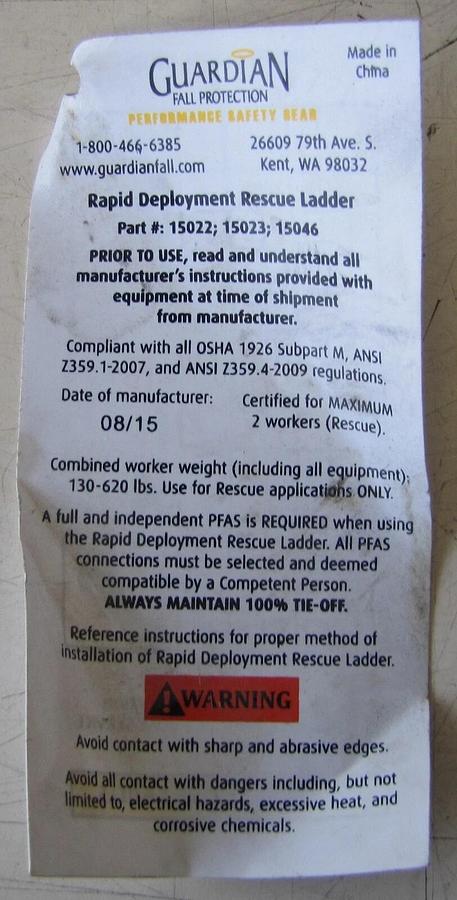 GUARDIAN
FALL PROTECTION
PERFORMANCE SAFETY GEAR
Made in
China
1-800-466-6385
www.guardianfall.com
26609 79th Ave. S.
Kent, WA 98032
Rapid Deployment Rescue Ladder
Part #: 15022; 15023; 15046
PRIOR TO USE, read and understand all
manufacturer's instructions provided with
equipment at time of shipment
from manufacturer.
Compliant with all OSHA 1926 Subpart M, ANSI
Z359.1-2007, and ANSI Z359.4-2009 regulations.
Date of manufacturer:
08/15
Certified for MAXIMUM
2 workers (Rescue).
Combined worker weight (including all equipment):
130-620 lbs. Use for Rescue applications ONLY.
A full and independent PFAS is REQUIRED when using
the Rapid Deployment Rescue Ladder. All PFAS
connections must be selected and deemed
compatible by a Competent Person.
ALWAYS MAINTAIN 100% TIE-OFF.
Reference instructions for proper method of
installation of Rapid Deployment Rescue Ladder.
WARNING
Avoid contact with sharp and abrasive edges.
Avoid all contact with dangers including, but not
limited to, electrical hazards, excessive heat, and
corrosive chemicals.